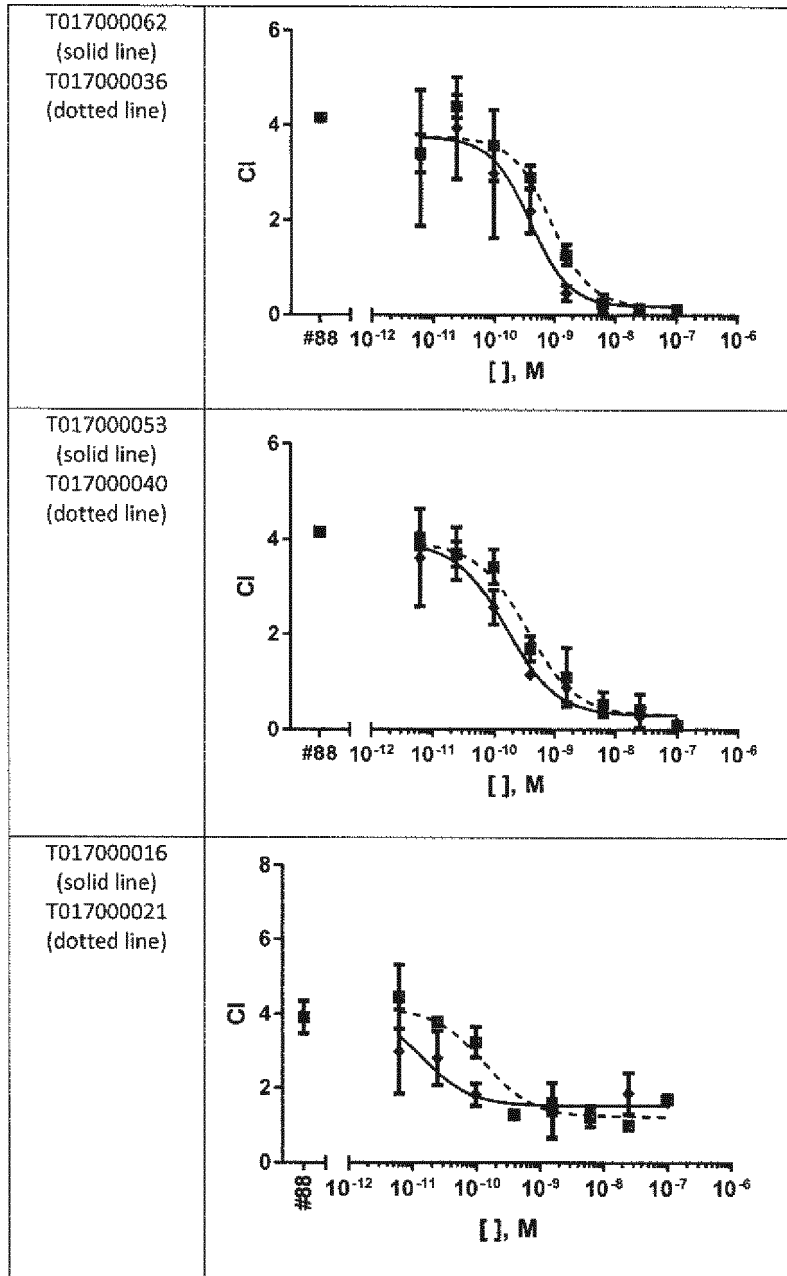 T017000062
(solid line)
T017000036
(dotted line)
6
4
2
0
CI
#88 10-12 10-11 10-10 10-9 10-8 10-7 10-6
[ ], M
T017000053
(solid line)
T017000040
(dotted line)
6
4
2
0
CI
#88 10-12 10-11 10-10 10-9 10-8 10-7 10-6
[ ], M
T017000016
(solid line)
T017000021
(dotted line)
8
6
4
2
0
CI
#88 10-12 10-11 10-10 10-9 10-8 10-7 10-6
[ ], M